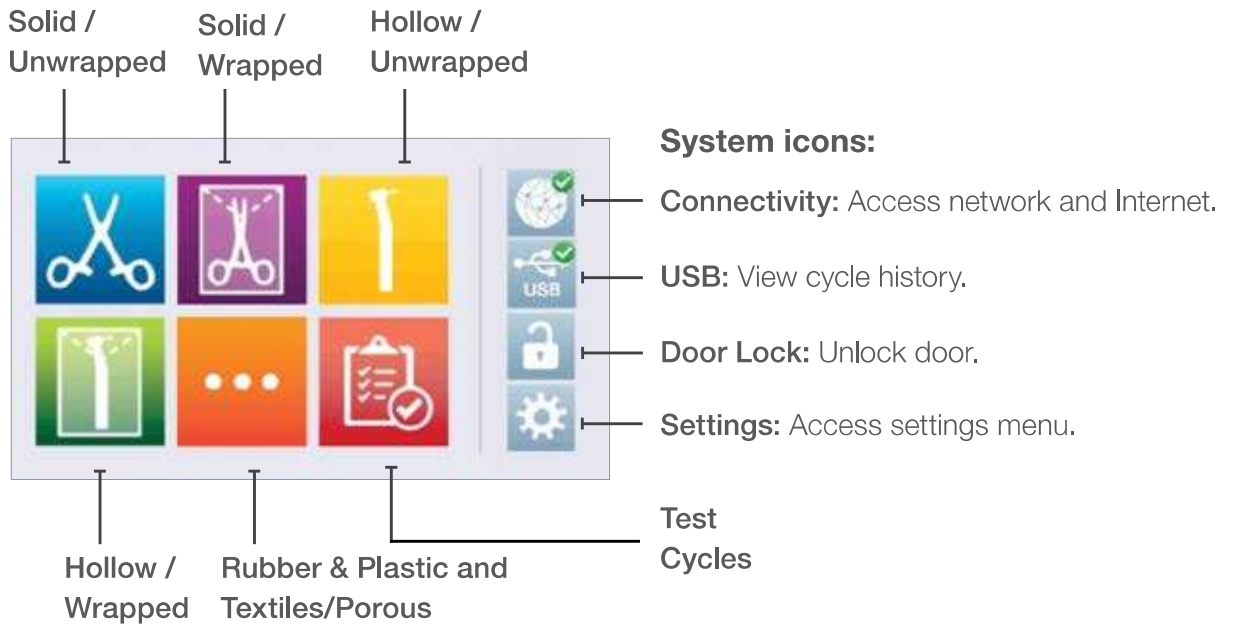 Solid /
Unwrapped
Solid /
Wrapped
Hollow /
Unwrapped
System icons:
Connectivity: Access network and Internet.
USB
USB: View cycle history.
Door Lock: Unlock door.
Settings: Access settings menu.
Test
Cycles
Hollow /
Wrapped
Rubber & Plastic and
Textiles/Porous